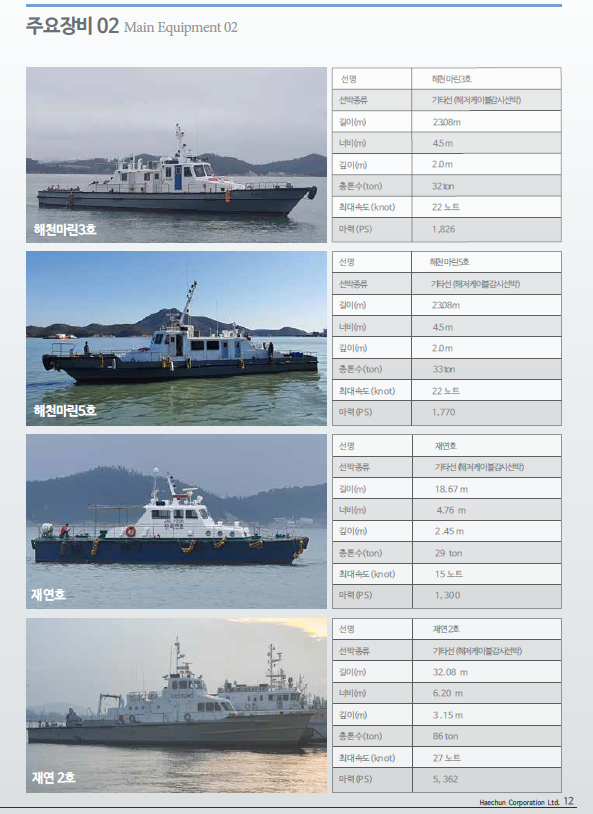 주요장비 02 Main Equipment 02
해천마린3호
선 명 해천 마린 3호
선박종류 기타선 (해저케이블감시선박)
길이(m) 23.08m
너비(m) 4.5m
깊이(m) 2.0m
총톤수(ton) 32 ton
최대속도(knot) 22 노트
마력(PS) 1,826
해천마린5호
선명 해천 마린 5호
선박종류 기타선 (해저케이블감시선박)
길이(m) 23.08m
너비(m) 4.5m
깊이(m) 2.0m
총톤수(ton) 33 ton
최대속도(knot) 22 노트
마력(PS) 1,770
재연호
선명 재연호
선박종류 기타선 (해저케이블감시선박)
길이(m) 18.67 m
너비(m) 4.76 m
깊이(m) 2.45 m
총톤수(ton) 29 ton
최대속도(knot) 15 노트
마력(PS) 1,300
재연 2호
선명 재연 2호
선박종류 기타선 (해저케이블감시선박)
길이(m) 32.08 m
너비(m) 6.20 m
깊이(m) 3.15 m
총톤수(ton) 86 ton
최대속도(knot) 27 노트
마력(PS) 5,362
Haechun Corporation Ltd. 12